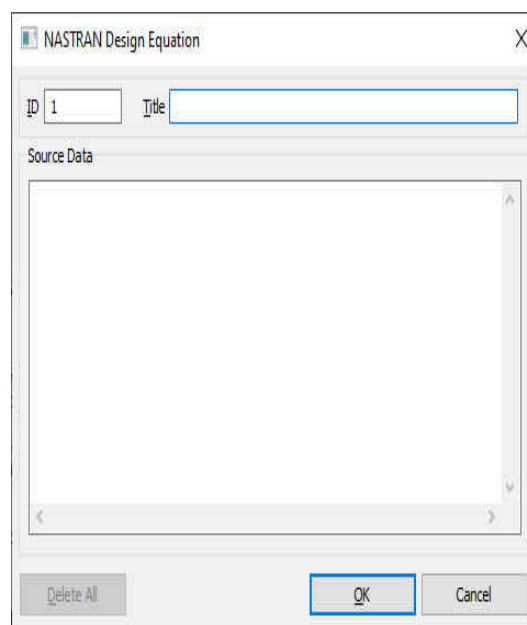 NASTRAN Design Equation
ID 1 Title
Source Data
Delete All OK Cancel